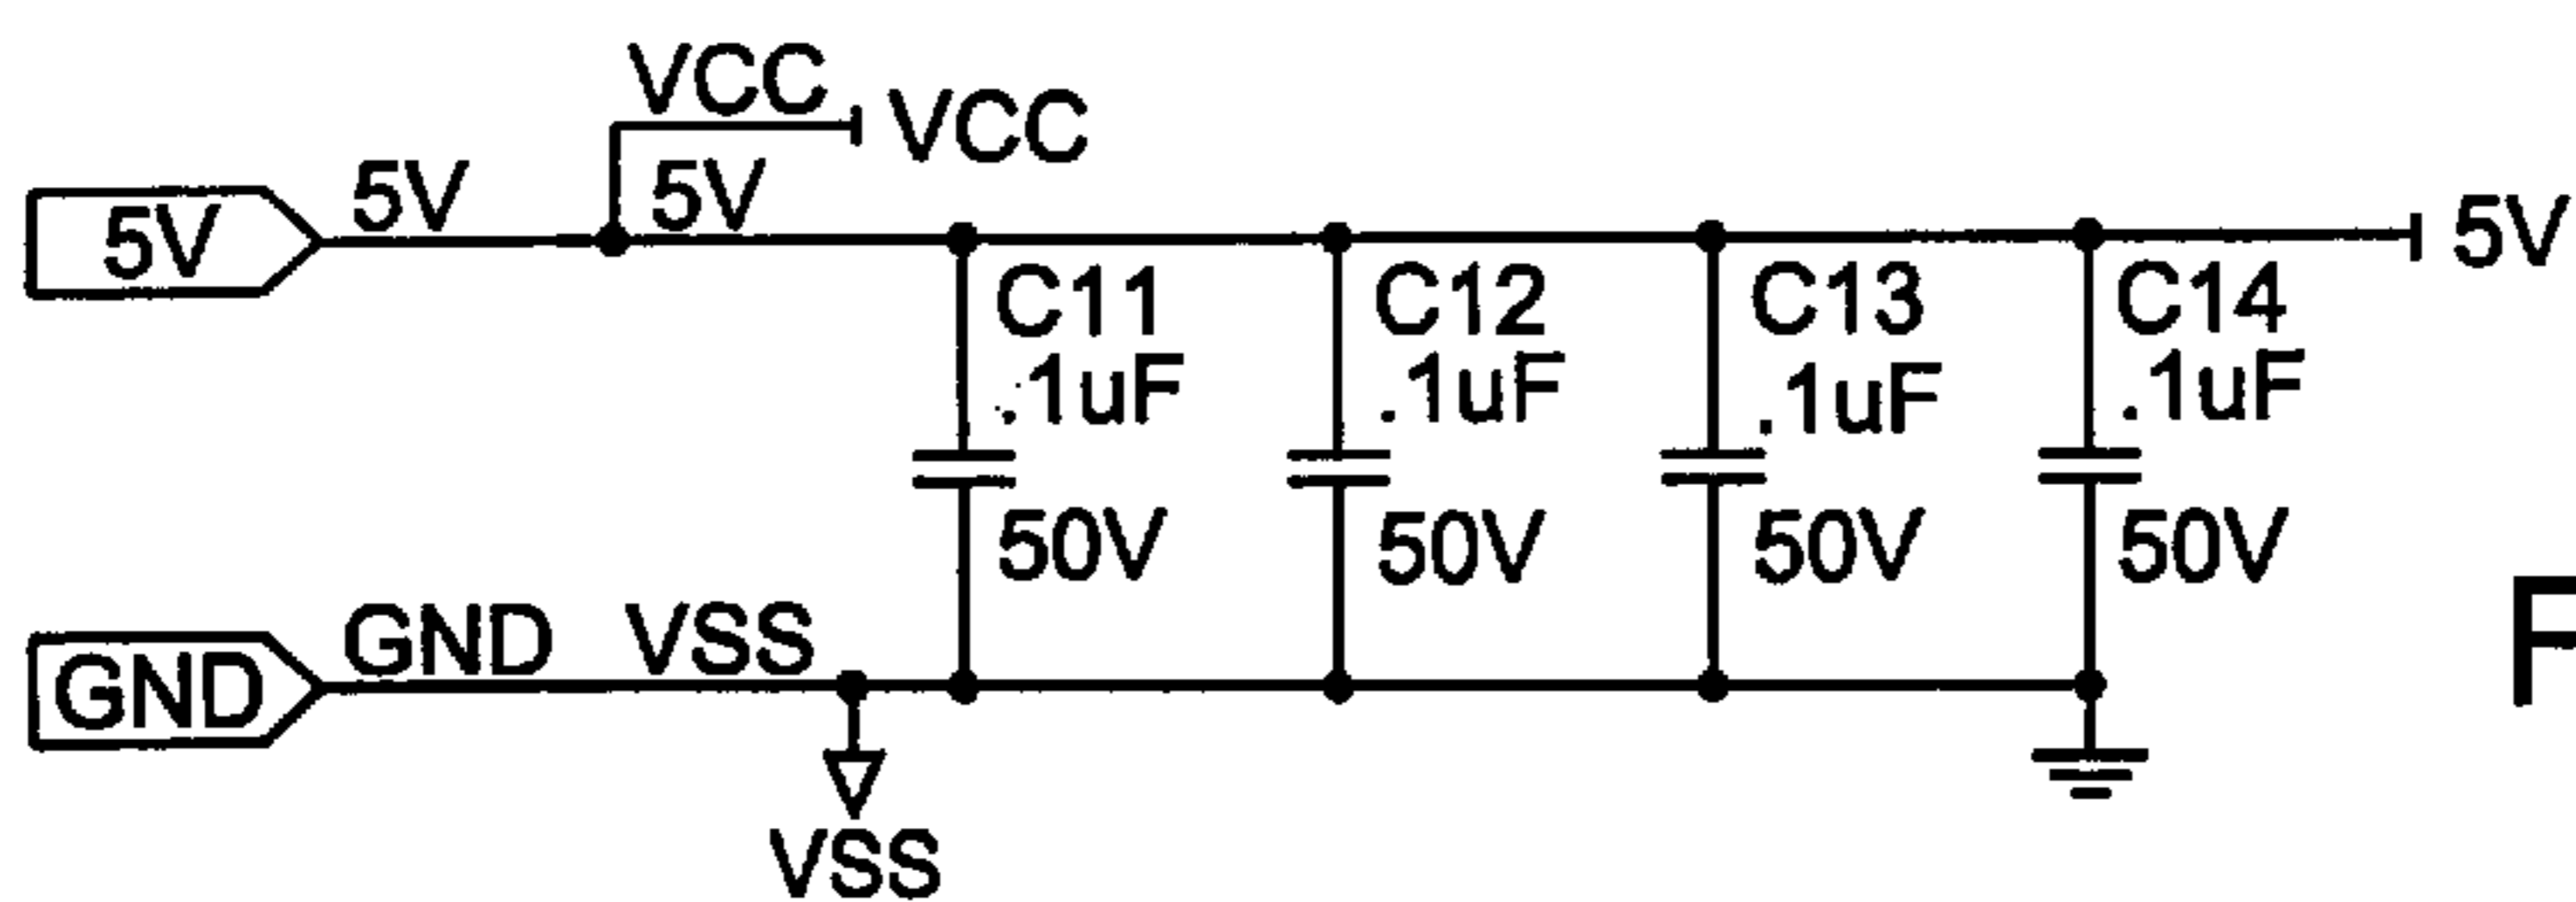 VCC
VCC
5V
5V
5V
5V
C11
.1uF
50V
C12
.1uF
50V
C13
.1uF
50V
C14
.1uF
50V
F
GND
GND
VSS
VSS